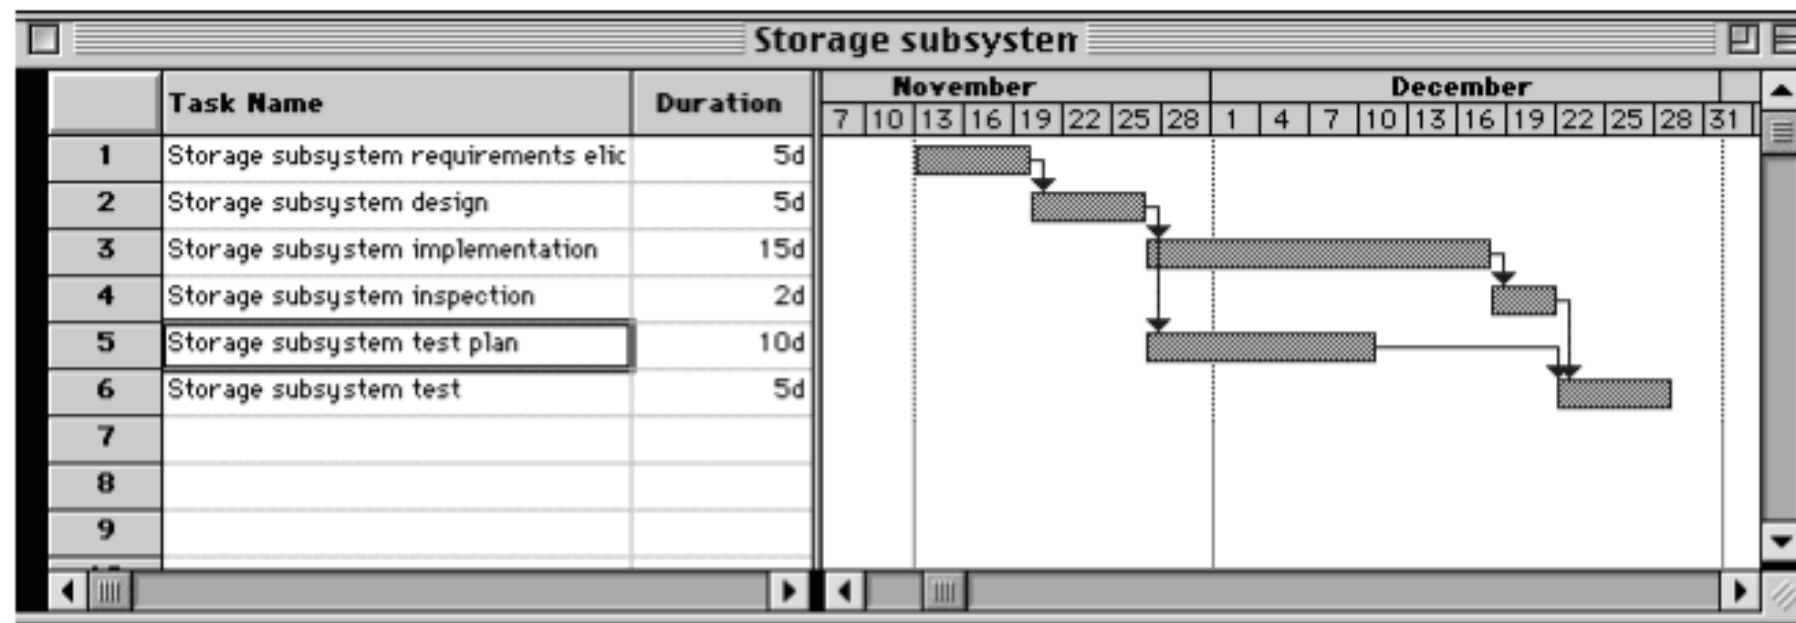 Storage subsysten
Task Name Duration November December
7 10 13 16 19 22 25 28 1 4 7 10 13 16 19 22 25 28 31
1 Storage subsystem requirements elic 5d
2 Storage subsystem design 5d
3 Storage subsystem implementation 15d
4 Storage subsystem inspection 2d
5 Storage subsystem test plan 10d
6 Storage subsystem test 5d
7
8
9